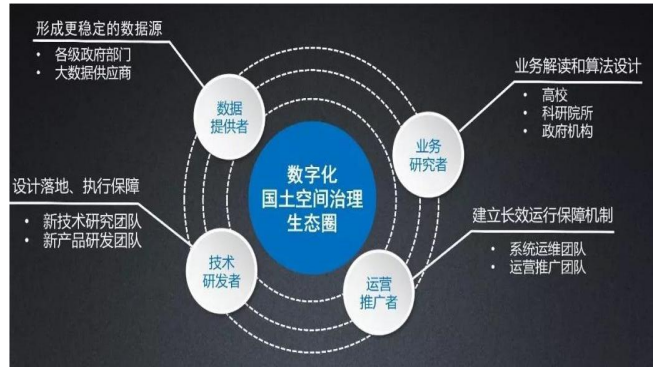 形成更稳定的数据源
• 各级政府部门
• 大数据供应商
数据
提供者
业务解读和算法设计
• 高校
• 科研院所
• 政府机构
业务
研究者
数字化
国土空间治理
生态圈
设计落地、执行保障
• 新技术研究团队
• 新产品研发团队
技术
研发者
建立长效运行保障机制
• 系统运维团队
• 运营推广团队
运营
推广者